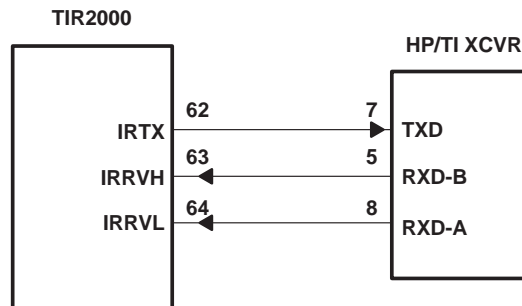 TIR2000
HP/TI XCVR
62 7
IRTX TXD
63 5
IRRVH RXD-B
64 8
IRRVL RXD-A